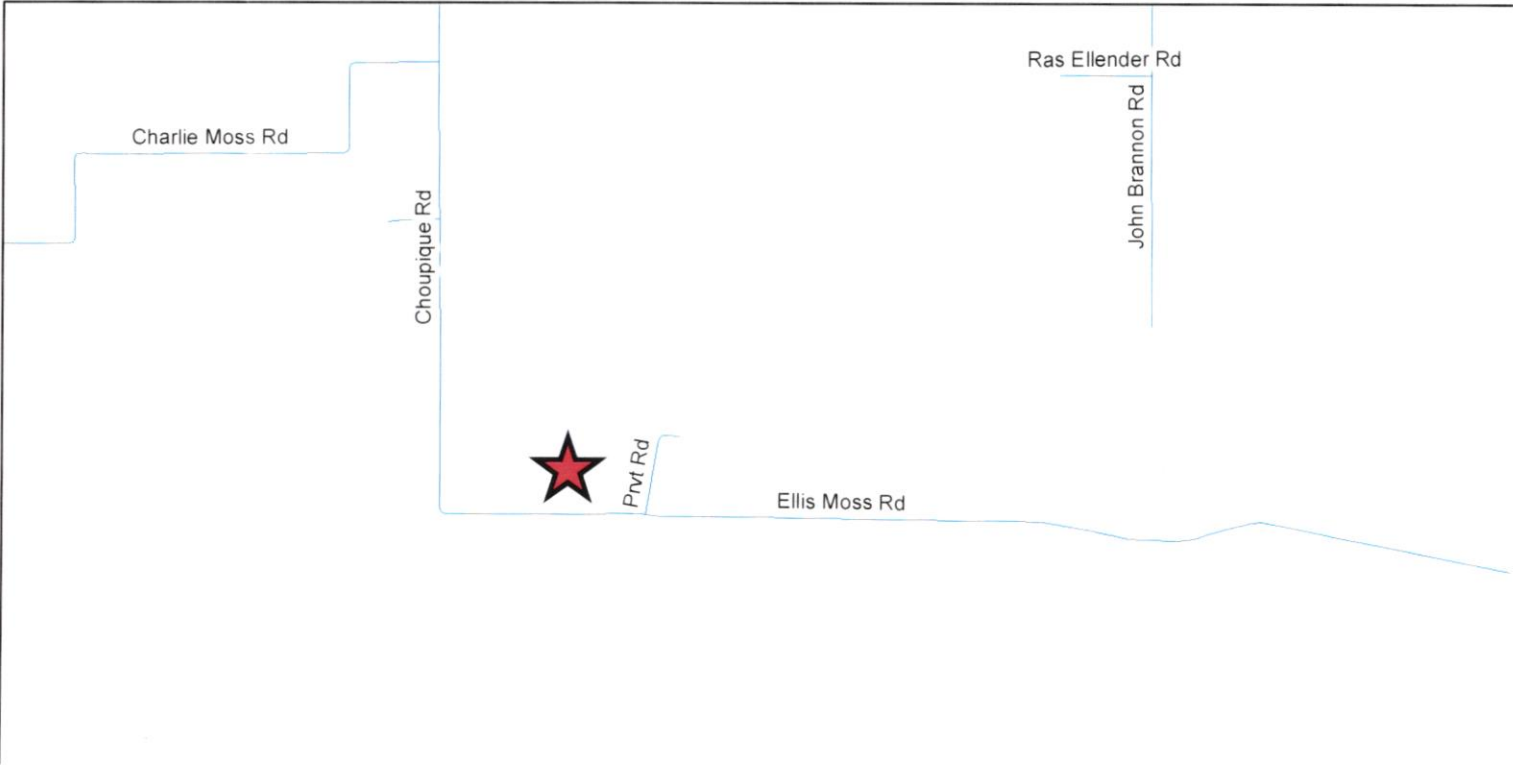 Ras Ellender Rd
Charlie Moss Rd
John Brannon Rd
Choupique Rd
Prvt Rd
Ellis Moss Rd